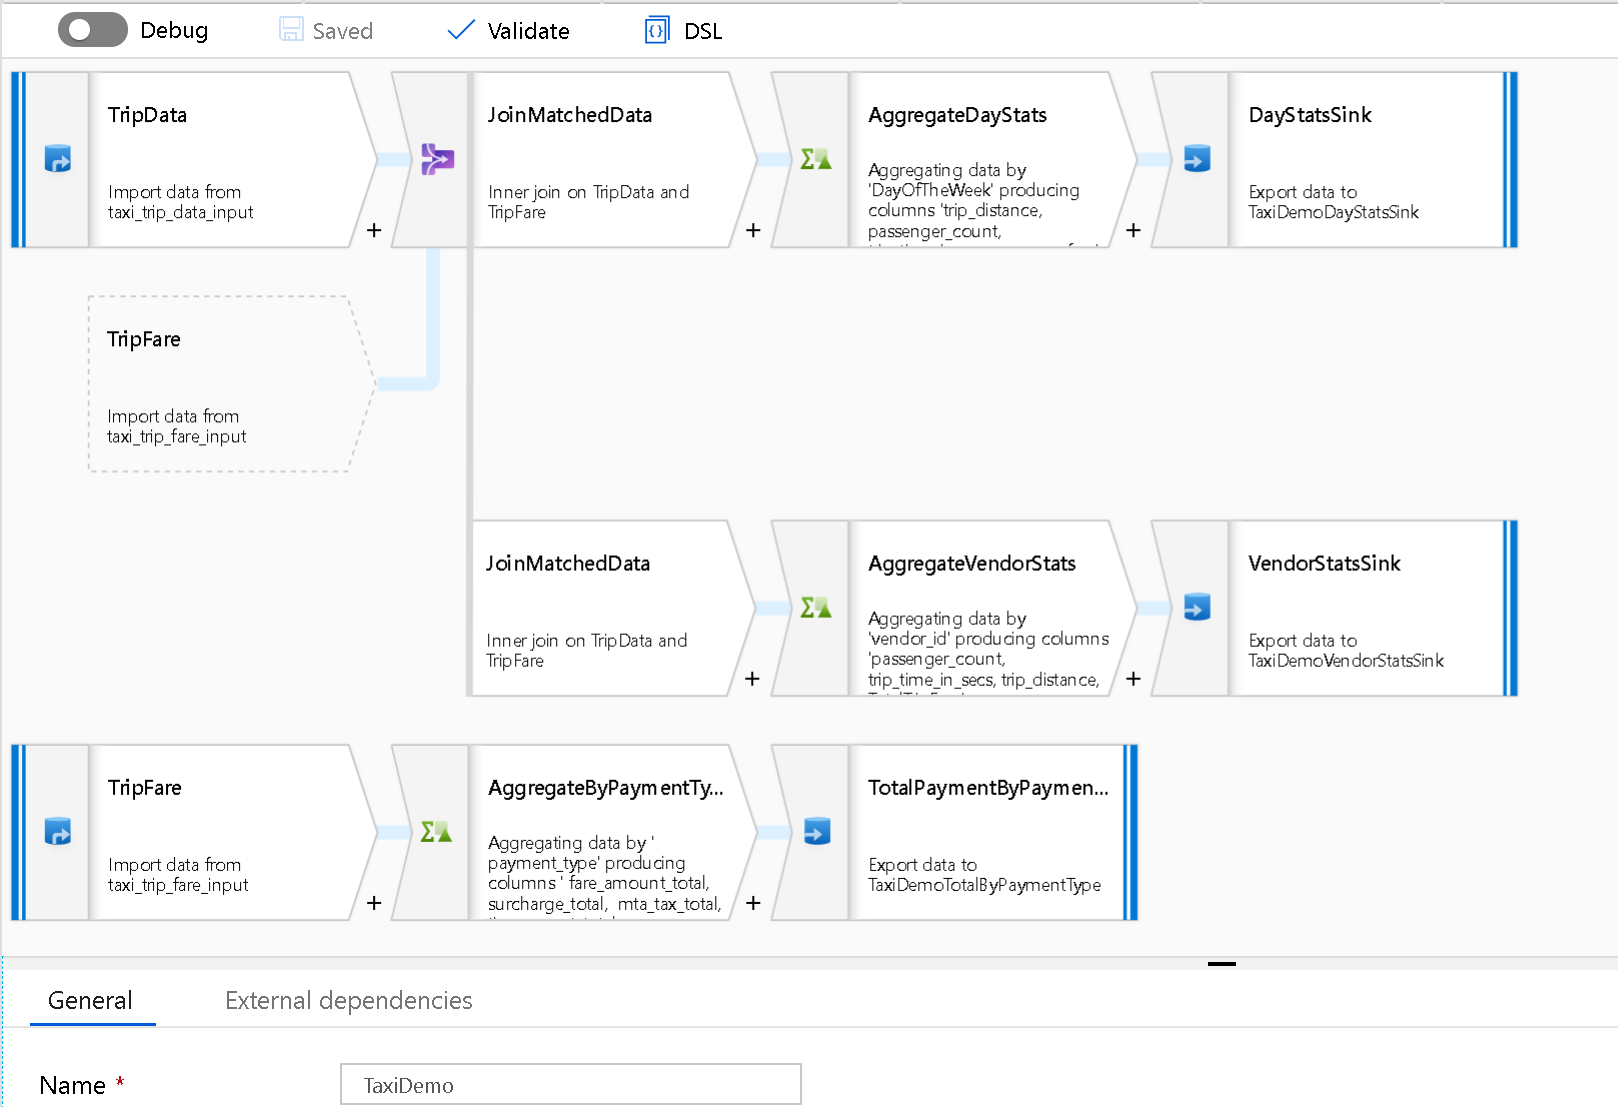 Debug
Saved
Validate
DSL
TripData
Import data from
taxi_trip_data_input
+
JoinMatchedData
Inner join on TripData and
TripFare
+
AggregateDayStats
Aggregating data by
'DayOfTheWeek' producing
columns 'trip_distance,
passenger_count,
+
DayStatsSink
Export data to
TaxiDemoDayStatsSink
TripFare
Import data from
taxi_trip_fare_input
JoinMatchedData
Inner join on TripData and
TripFare
+
AggregateVendorStats
Aggregating data by
'vendor_id' producing columns
'passenger_count,
trip_time_in_secs, trip_distance,
+
VendorStatsSink
Export data to
TaxiDemoVendorStatsSink
TripFare
Import data from
taxi_trip_fare_input
+
AggregateByPaymentTy...
Aggregating data by '
payment_type' producing
columns ' fare_amount_total,
surcharge_total, mta_tax_total,
+
TotalPaymentByPaymen...
Export data to
TaxiDemoTotalByPaymentType
General
External dependencies
Name *
TaxiDemo